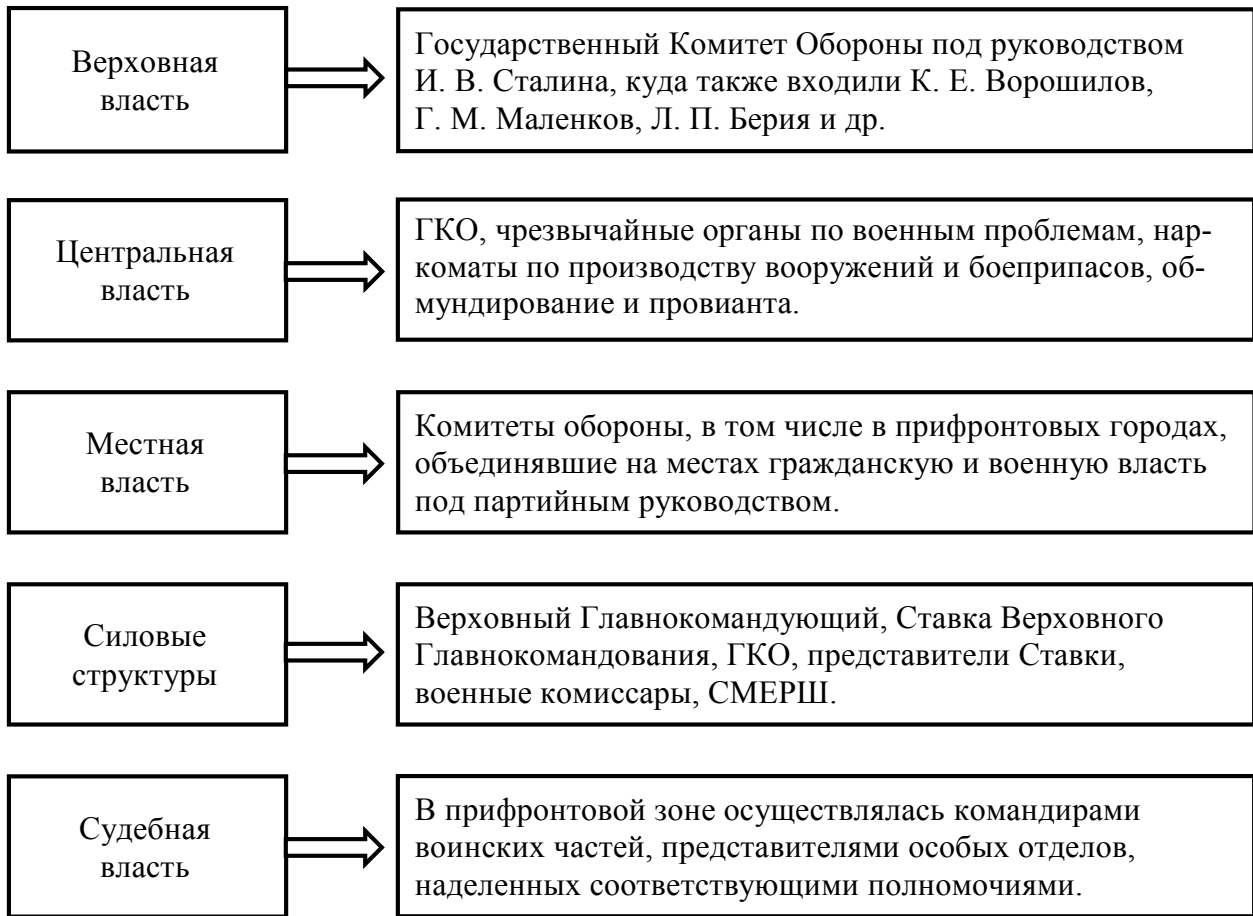 Верховная
власть
Государственный Комитет Обороны под руководством
И. В. Сталина, куда также входили К. Е. Ворошилов,
Г. М. Маленков, Л. П. Берия и др.
Центральная
власть
ГКО, чрезвычайные органы по военным проблемам, нар-
коматы по производству вооружений и боеприпасов, об-
мундирование и провианта.
Местная
власть
Комитеты обороны, в том числе в прифронтовых городах,
объединявшие на местах гражданскую и военную власть
под партийным руководством.
Силовые
структуры
Верховный Главнокомандующий, Ставка Верховного
Главнокомандования, ГКО, представители Ставки,
военные комиссары, СМЕРШ.
Судебная
власть
В прифронтовой зоне осуществлялась командирами
воинских частей, представителями особых отделов,
наделенных соответствующими полномочиями.